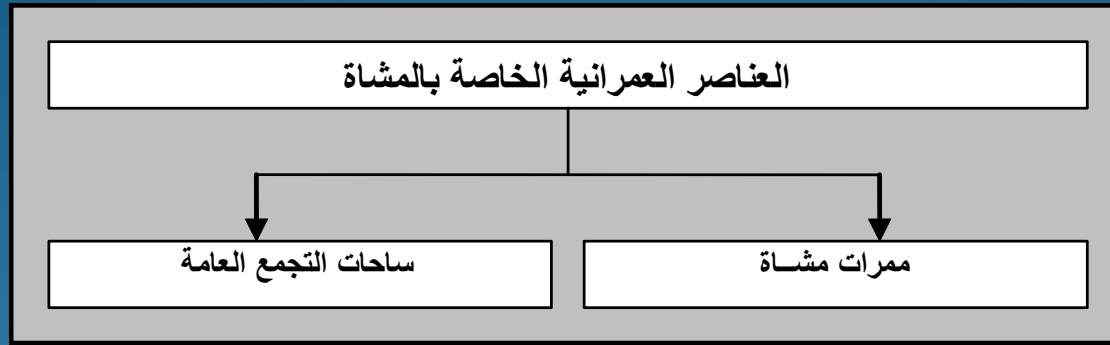 العناصر العمرانية الخاصة بالمشاة
ممرات مشــاة
ساحات التجمع العامة